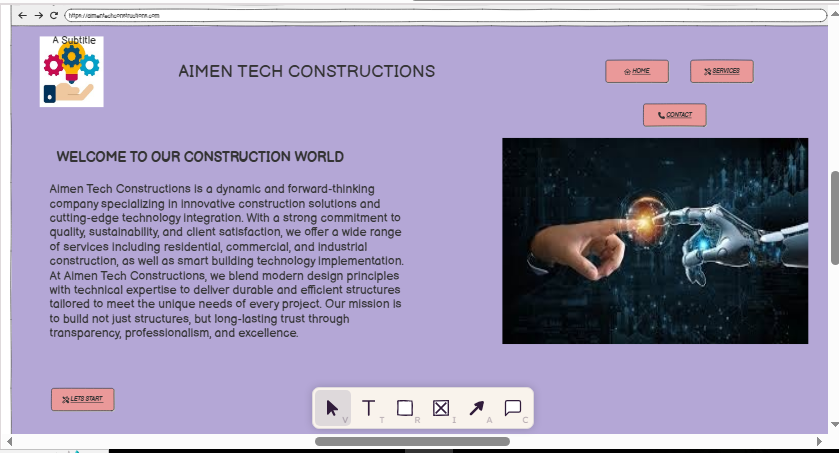 https://aimentechconstructions.com
A Subtitle
AIMEN TECH CONSTRUCTIONS
HOME
SERVICES
CONTACT
WELCOME TO OUR CONSTRUCTION WORLD
Aimen Tech Constructions is a dynamic and forward-thinking
company specializing in innovative construction solutions and
cutting-edge technology integration. With a strong commitment to
quality, sustainability, and client satisfaction, we offer a wide range
of services including residential, commercial, and industrial
construction, as well as smart building technology implementation.
At Aimen Tech Constructions, we blend modern design principles
with technical expertise to deliver durable and efficient structures
tailored to meet the unique needs of every project. Our mission is
to build not just structures, but long-lasting trust through
transparency, professionalism, and excellence.
LETS START
V
T
R
I
A
C